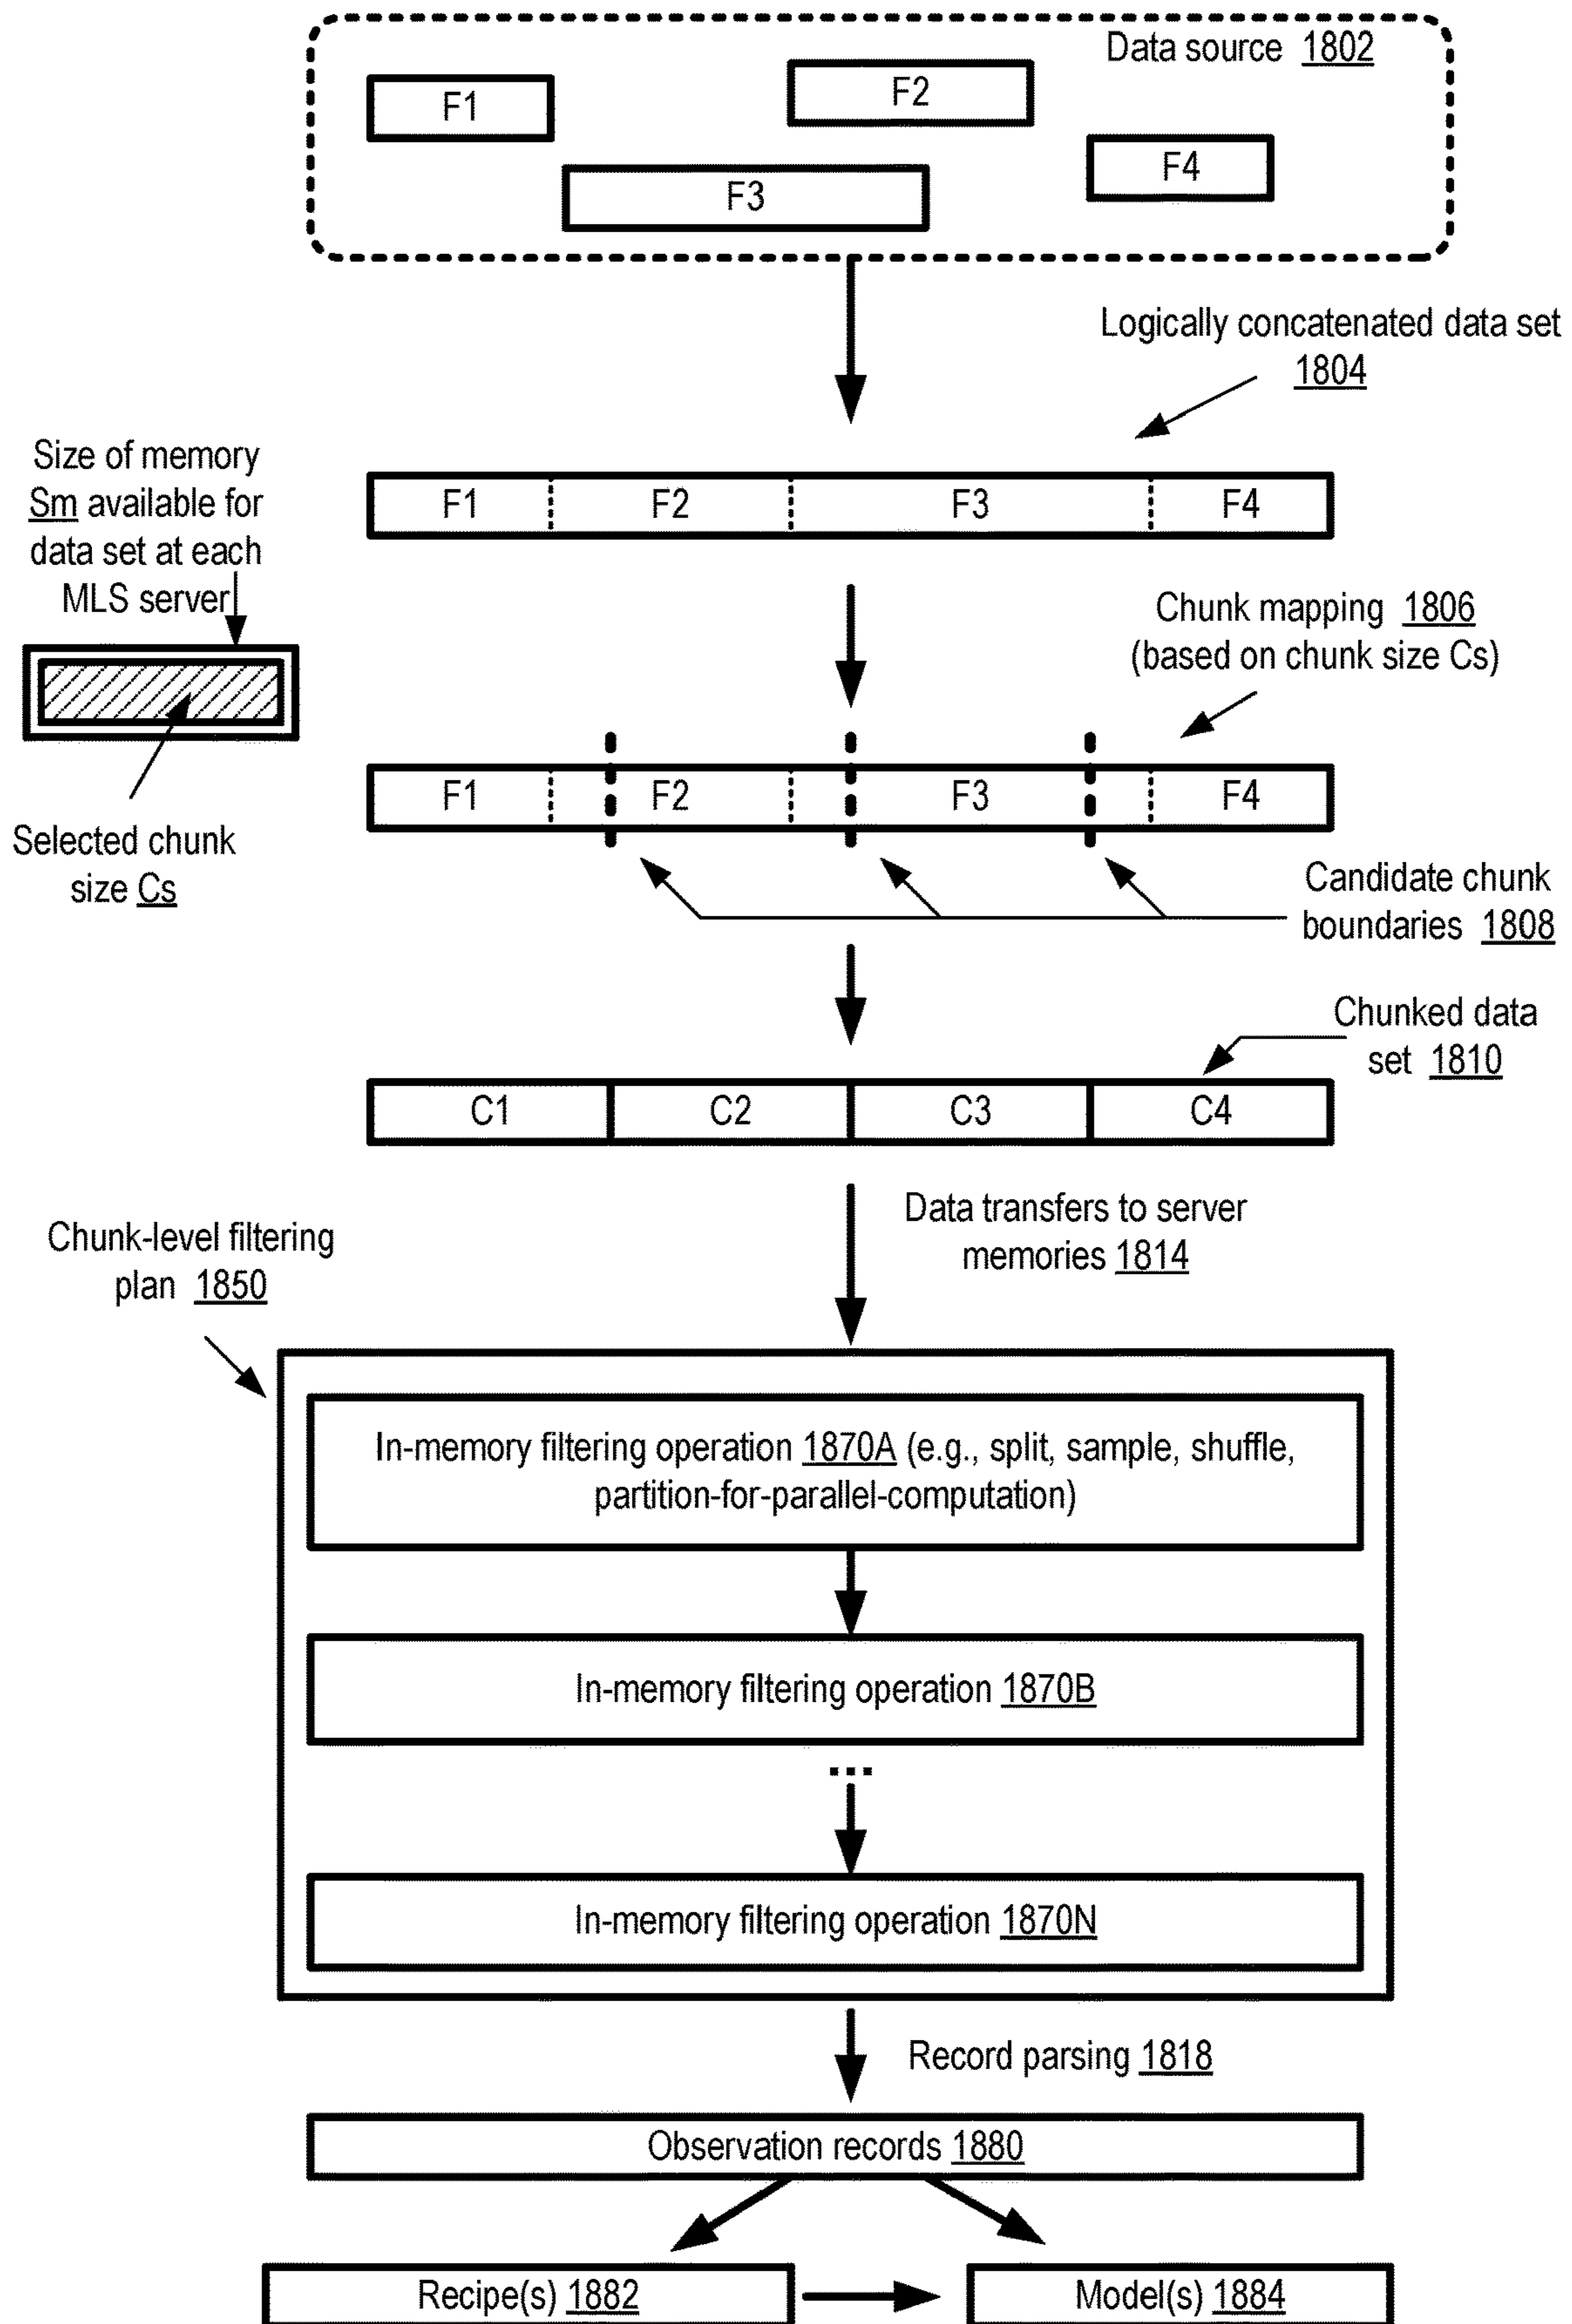 Data source 1802
F1
F2
F3
F4
Logically concatenated data set
1804
F1 F2 F3 F4
Size of memory
Sm available for
data set at each
MLS server
Selected chunk
size Cs
Chunk mapping 1806
(based on chunk size Cs)
F1 F2 F3 F4
Candidate chunk
boundaries 1808
Chunked data
set 1810
C1 C2 C3 C4
Data transfers to server
memories 1814
Chunk-level filtering
plan 1850
In-memory filtering operation 1870A (e.g., split, sample, shuffle,
partition-for-parallel-computation)
In-memory filtering operation 1870B
...
In-memory filtering operation 1870N
Record parsing 1818
Observation records 1880
Recipe(s) 1882
Model(s) 1884